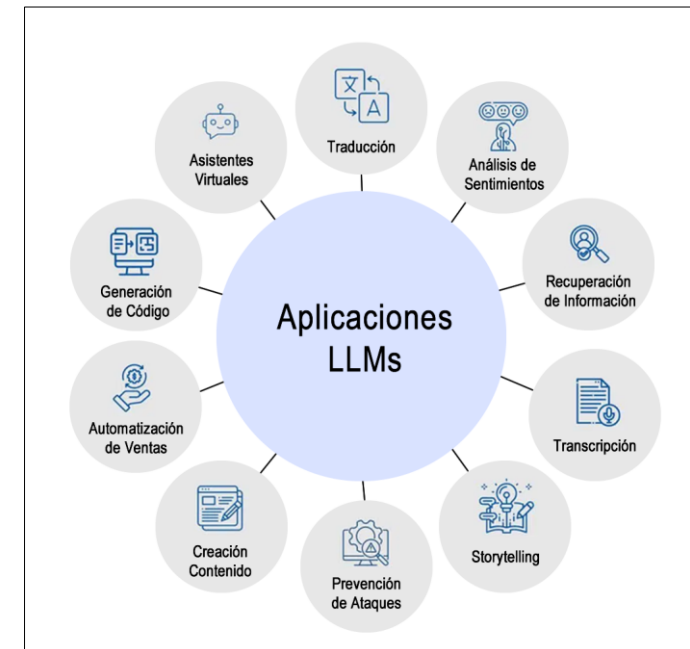 Traducción
Análisis de
Sentimientos
Recuperación
de Información
Transcripción
Storytelling
Prevención
de Ataques
Creación
Contenido
Automatización
de Ventas
Generación
de Código
Asistentes
Virtuales
Aplicaciones
LLMs
文
A